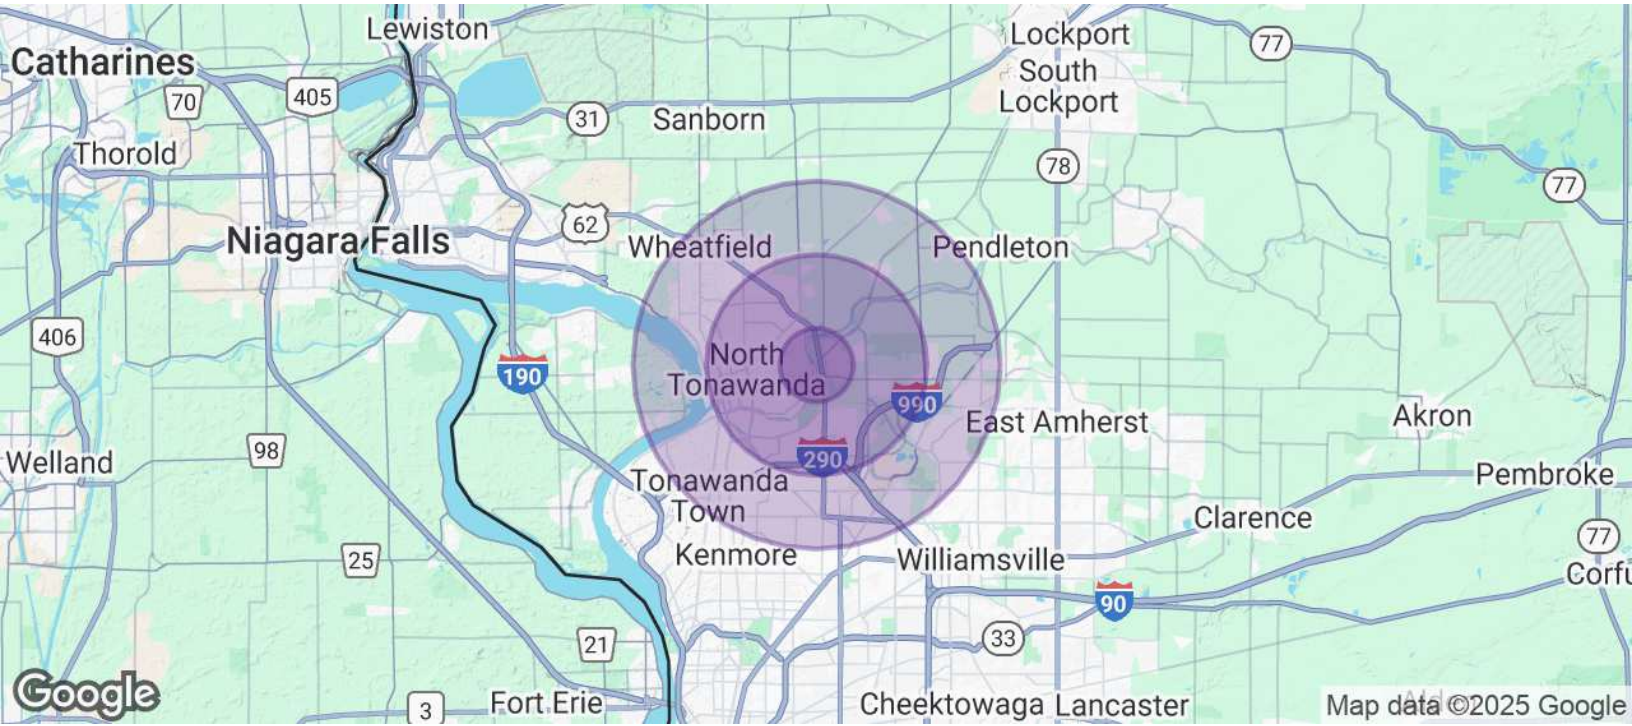 Lewiston
Lockport
77
Catharines
South
Lockport
70
405
31
Sanborn
Thorold
78
77
62
Niagara Falls
Wheatfield
Pendleton
406
North
Tonawanda
190
990
East Amherst
Akron
98
290
Welland
Tonawanda
Town
Pembroke
Clarence
77
25
Kenmore
Williamsville
Corfu
90
21
33
Google
3
Fort Erie
Cheektowaga
Lancaster
Map data ©2025 Google